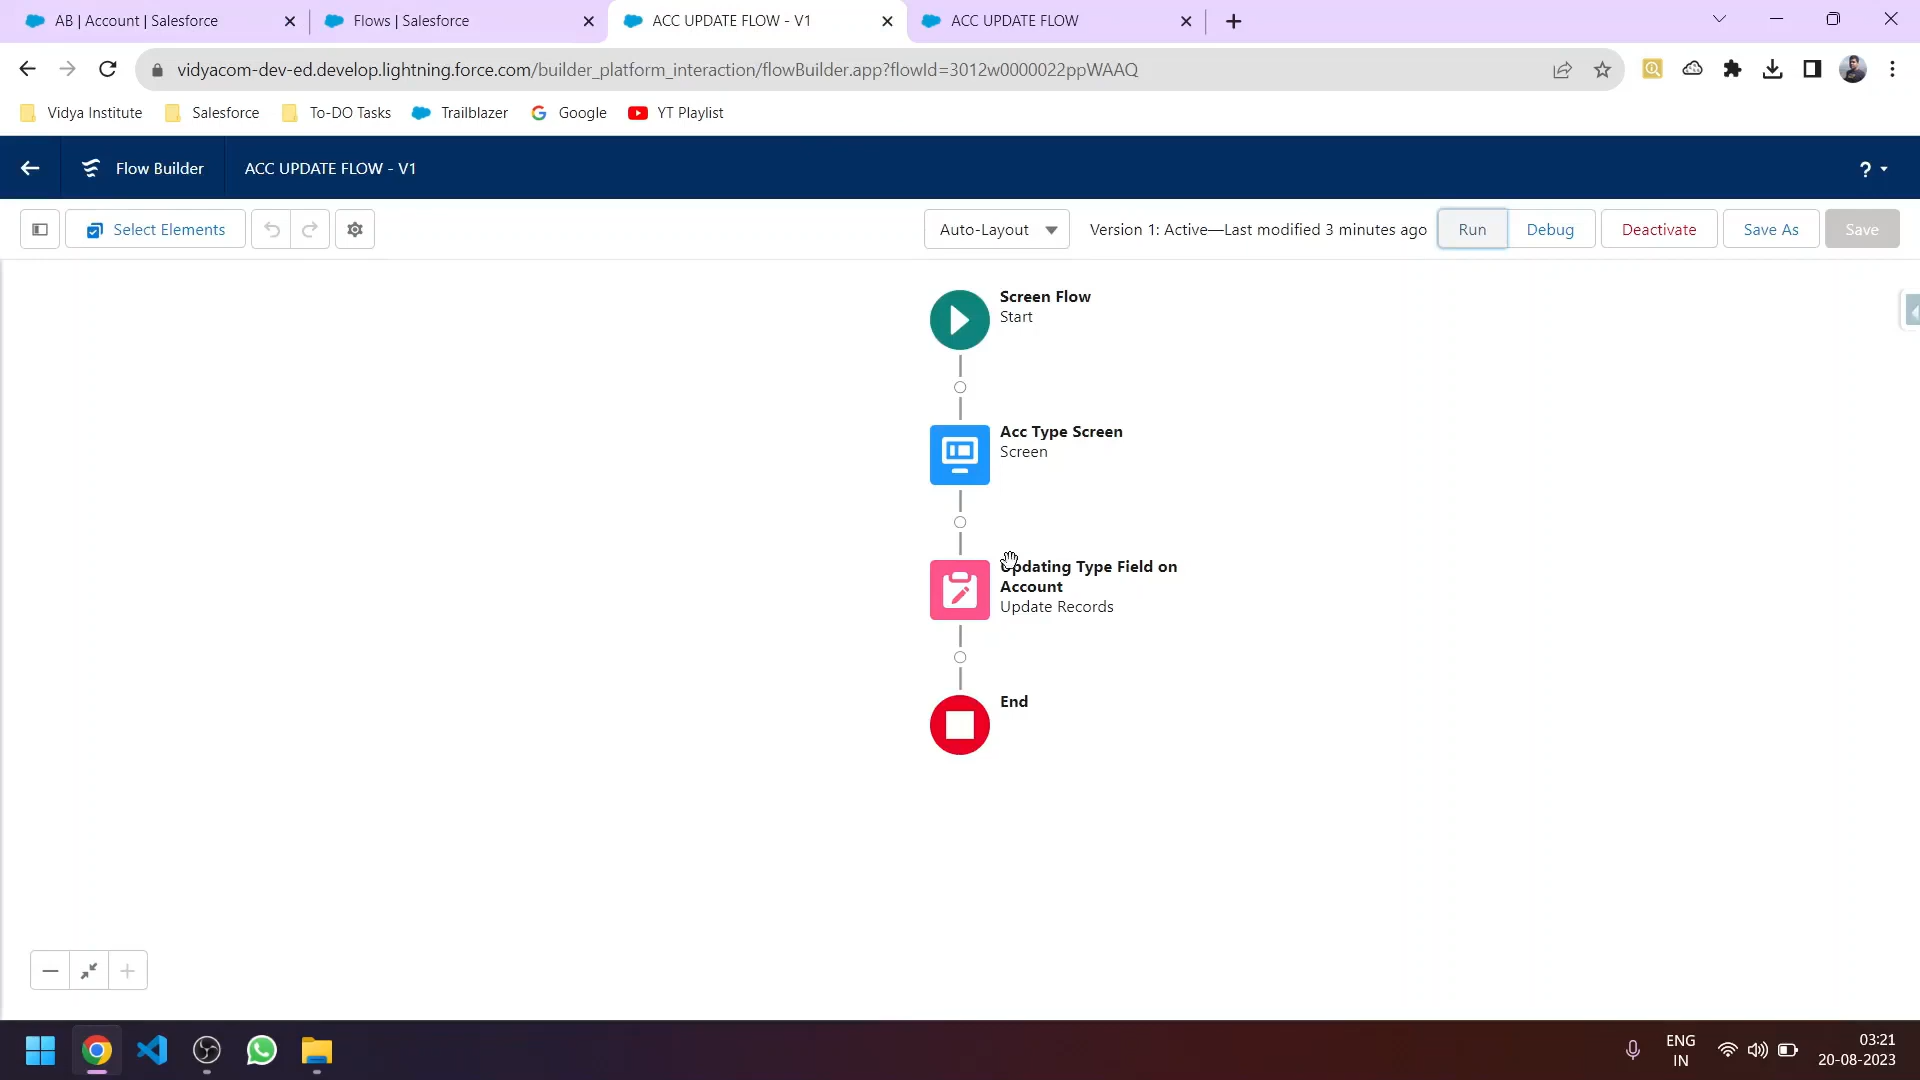 AB | Account | Salesforce
Flows | Salesforce
ACC UPDATE FLOW - V1
ACC UPDATE FLOW
vidyacom-dev-ed.develop.lightning.force.com/builder_platform_interaction/flowBuilder.app?flowId=3012w0000022ppWAAQ
Vidya Institute
Salesforce
To-DO Tasks
Trailblazer
Google
YT Playlist
Flow Builder
ACC UPDATE FLOW - V1
?
Select Elements
Auto-Layout
Version 1: Active—Last modified 3 minutes ago
Run
Debug
Deactivate
Save As
Save
Screen Flow
Start
Acc Type Screen
Screen
Updating Type Field on
Account
Update Records
End
ENG
IN
03:21
20-08-2023